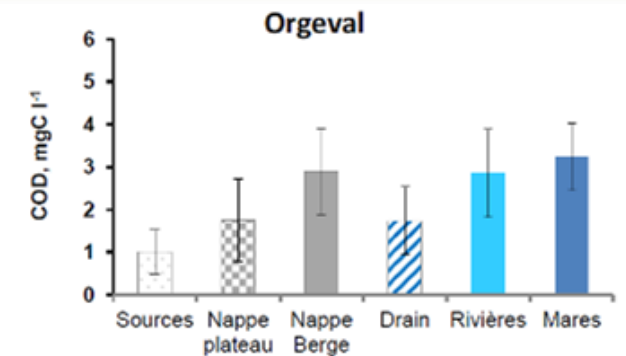 Orgeval
COD, mgC l-1
6
5
4
3
2
1
0
Sources Nappe plateau Nappe Berge Drain Rivières Mares